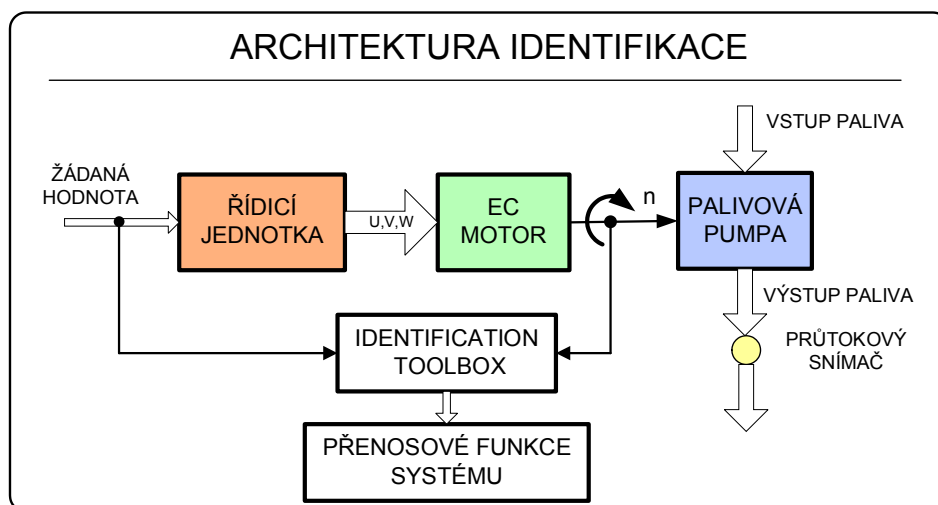 ARCHITEKTURA IDENTIFIKACE
VSTUP PALIVA
ŽÁDANÁ
HODNOTA
ŘÍDICÍ
JEDNOTKA
U,V,W
EC
MOTOR
n
PALIVOVÁ
PUMPA
VÝSTUP PALIVA
PRŮTOKOVÝ
SNÍMAČ
IDENTIFICATION
TOOLBOX
PŘENOSOVÉ FUNKCE
SYSTÉMU